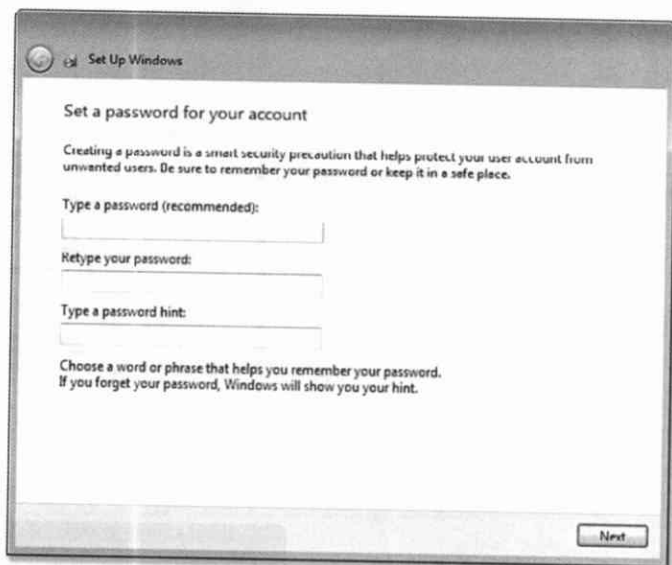 Set Up Windows
Set a password for your account
Creating a password is a smart security precaution that helps protect your user account from
unwanted users. Be sure to remember your password or keep it in a safe place.
Type a password (recommended):
Retype your password:
Type a password hint:
Choose a word or phrase that helps you remember your password.
If you forget your password, Windows will show you your hint.
Next